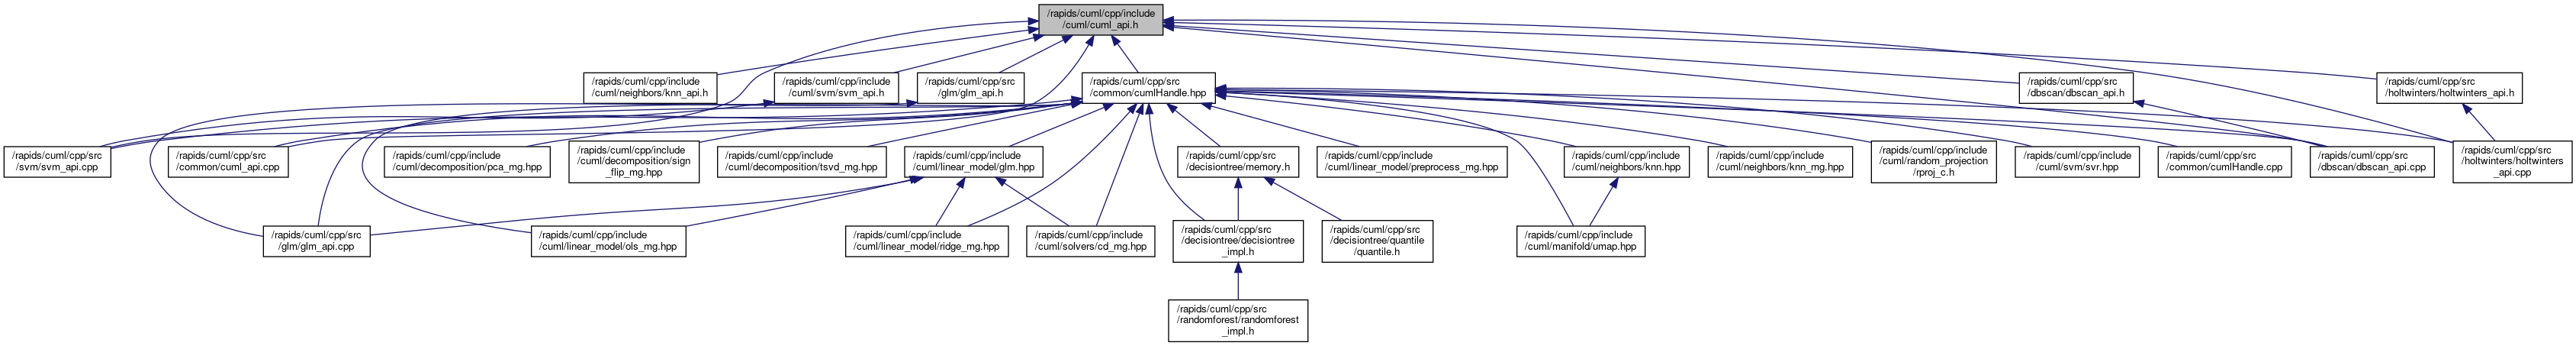 /rapids/cuml/cpp/include
/cuml/cuml_api.h
/rapids/cuml/cpp/include
/cuml/neighbors/knn_api.h
/rapids/cuml/cpp/include
/cuml/svm/svm_api.h
/rapids/cuml/cpp/src
/glm/glm_api.h
/rapids/cuml/cpp/src
/common/cumlHandle.hpp
/rapids/cuml/cpp/src
/dbscan/dbscan_api.h
/rapids/cuml/cpp/src
/holtwinters/holtwinters_api.h
/rapids/cuml/cpp/src
/svm/svm_api.cpp
/rapids/cuml/cpp/src
/common/cuml_api.cpp
/rapids/cuml/cpp/include
/cuml/decomposition/pca_mg.hpp
/rapids/cuml/cpp/include
/cuml/decomposition/sign
_flip_mg.hpp
/rapids/cuml/cpp/include
/cuml/decomposition/tsvd_mg.hpp
/rapids/cuml/cpp/include
/cuml/linear_model/glm.hpp
/rapids/cuml/cpp/src
/decisiontree/memory.h
/rapids/cuml/cpp/include
/cuml/linear_model/preprocess_mg.hpp
/rapids/cuml/cpp/include
/cuml/neighbors/knn.hpp
/rapids/cuml/cpp/include
/cuml/neighbors/knn_mg.hpp
/rapids/cuml/cpp/include
/cuml/random_projection
/rproj_c.h
/rapids/cuml/cpp/include
/cuml/svm/svr.hpp
/rapids/cuml/cpp/src
/common/cumlHandle.cpp
/rapids/cuml/cpp/src
/dbscan/dbscan_api.cpp
/rapids/cuml/cpp/src
/holtwinters/holtwinters
_api.cpp
/rapids/cuml/cpp/src
/glm/glm_api.cpp
/rapids/cuml/cpp/include
/cuml/linear_model/ols_mg.hpp
/rapids/cuml/cpp/include
/cuml/linear_model/ridge_mg.hpp
/rapids/cuml/cpp/include
/cuml/solvers/cd_mg.hpp
/rapids/cuml/cpp/src
/decisiontree/decisiontree
_impl.h
/rapids/cuml/cpp/src
/decisiontree/quantile
/quantile.h
/rapids/cuml/cpp/include
/cuml/manifold/umap.hpp
/rapids/cuml/cpp/src
/randomforest/randomforest
_impl.h